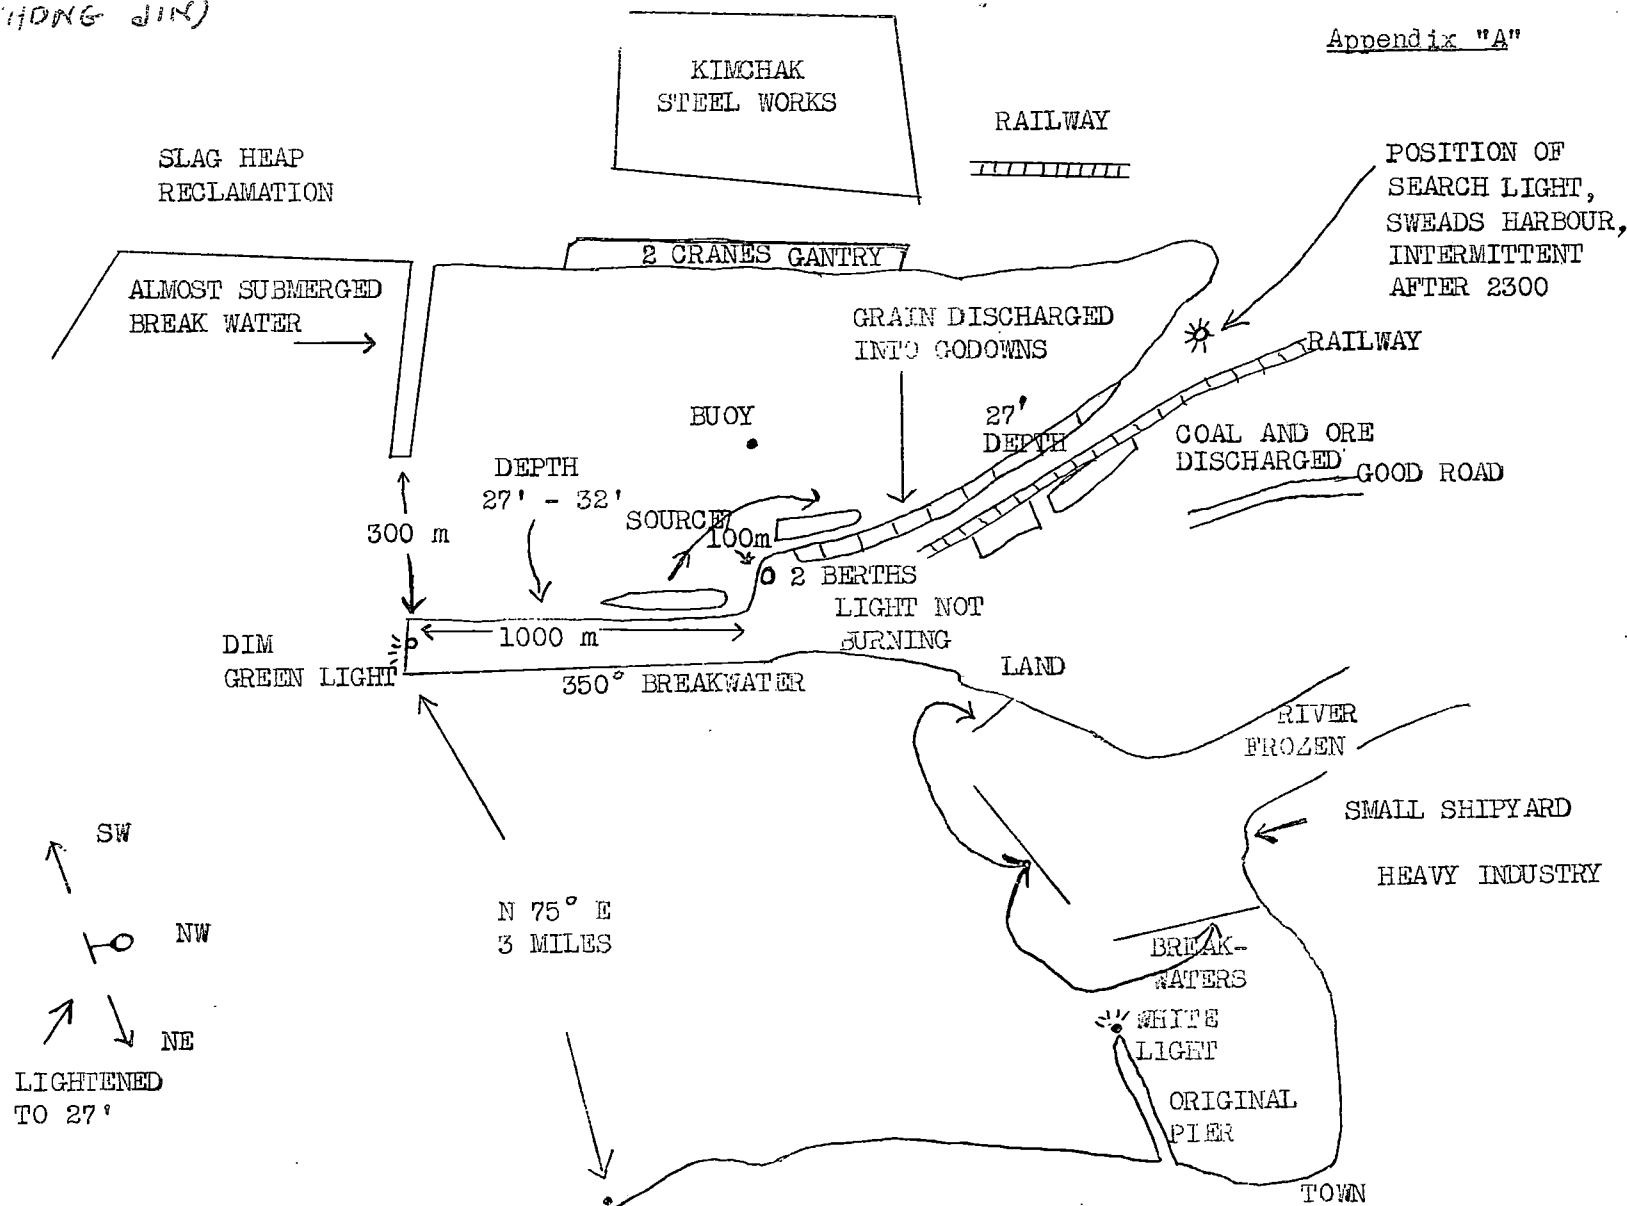 HONG JIN)
Appendix "A"
KIMCHAK
STEEL WORKS
RAILWAY
SLAG HEAP
RECLAMATION
POSITION OF
SEARCH LIGHT,
SWEADS HARBOUR,
INTERMITTENT
AFTER 2300
2 CRANES GANTRY
ALMOST SUBMERGED
BREAK WATER
GRAIN DISCHARGED
INTO GODOWNS
RAILWAY
BUOY
27'
DEPTH
COAL AND ORE
DISCHARGED
GOOD ROAD
DEPTH
27' - 32'
SOURCE
100m
300 m
2 BERTHS
LIGHT NOT
BURNING
1000 m
DIM
GREEN LIGHT
350° BREAKWATER
LAND
RIVER
FROZEN
SMALL SHIPYARD
HEAVY INDUSTRY
SW
NW
NE
LIGHTENED
TO 27'
N 75° E
3 MILES
BREAK-
WATERS
WHITE
LIGHT
ORIGINAL
PIER
TOWN